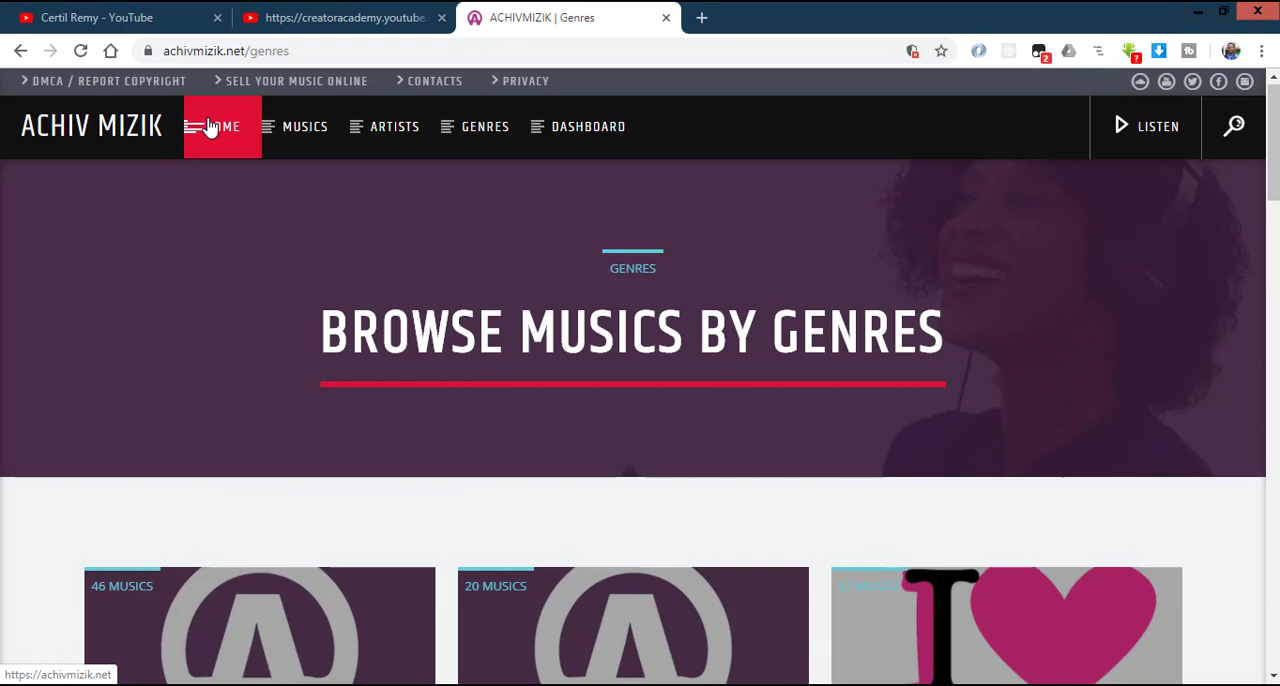 Certil Remy - YouTube
https://creatoracademy.youtube.
ACHIVMIZIK | Genres
achivmizik.net/genres
2
?
DMCA / REPORT COPYRIGHT
SELL YOUR MUSIC ONLINE
CONTACTS
PRIVACY
ACHIV MIZIK
MUSICS
ARTISTS
GENRES
DASHBOARD
LISTEN
GENRES
BROWSE MUSICS BY GENRES
46 MUSICS
20 MUSICS
MUSICS
I
https://achivmizik.net